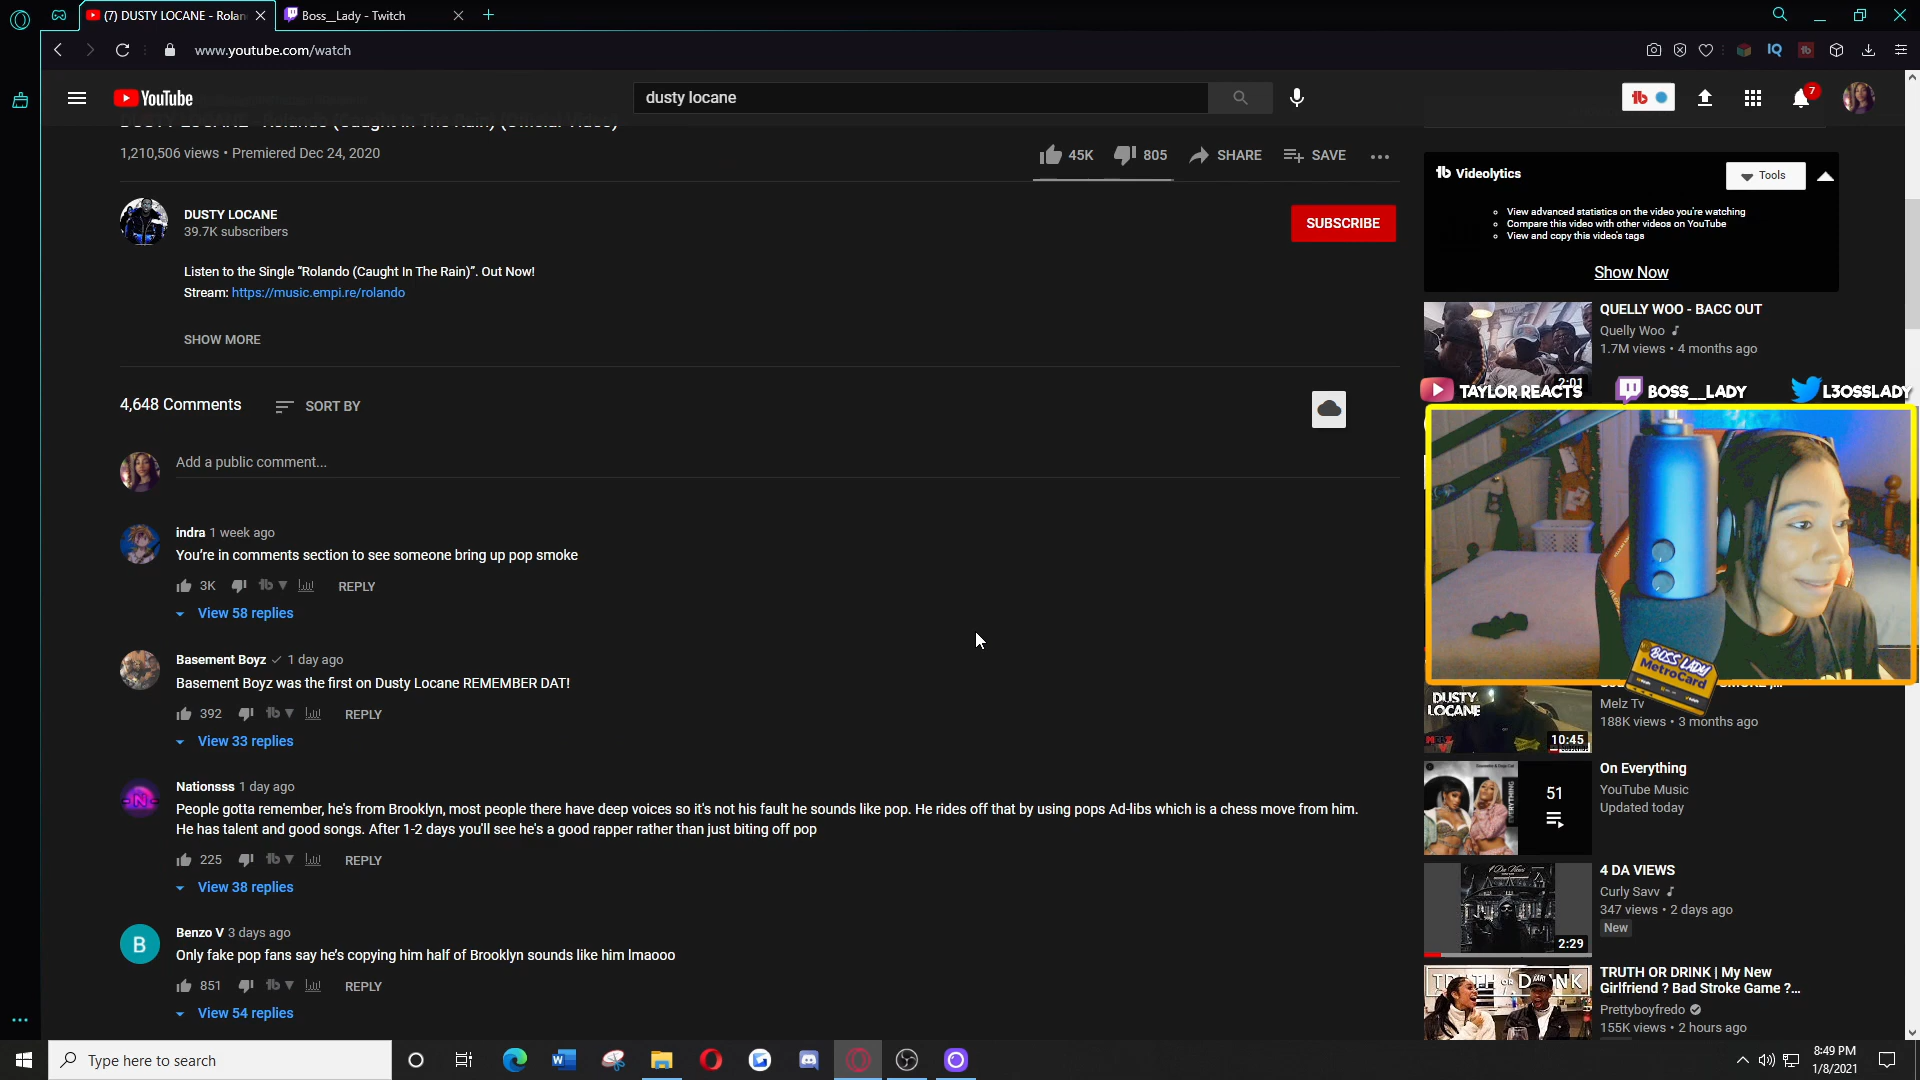 (7) DUSTY LOCANE - Rolan
Boss__Lady - Twitch
www.youtube.com/watch
YouTube
dusty locane
7
DUSTY LOCANE - Rolando (Caught In The Rain) (Official Video)
1,210,506 views • Premiered Dec 24, 2020
45K
805
SHARE
SAVE
DUSTY LOCANE
39.7K subscribers
SUBSCRIBE
Listen to the Single "Rolando (Caught In The Rain)". Out Now!
Stream: https://music.empi.re/rolando
SHOW MORE
4,648 Comments
SORT BY
Add a public comment...
indra 1 week ago
You're in comments section to see someone bring up pop smoke
3K
REPLY
View 58 replies
Basement Boyz 1 day ago
Basement Boyz was the first on Dusty Locane REMEMBER DAT!
392
REPLY
View 33 replies
Nationsss 1 day ago
People gotta remember, he's from Brooklyn, most people there have deep voices so it's not his fault he sounds like pop. He rides off that by using pops Ad-libs which is a chess move from him.
He has talent and good songs. After 1-2 days you'll see he's a good rapper rather than just biting off pop
225
REPLY
View 38 replies
B
Benzo V 3 days ago
Only fake pop fans say he's copying him half of Brooklyn sounds like him lmaooo
851
REPLY
View 54 replies
Videolytics
Tools
View advanced statistics on the video you're watching
Compare this video with other videos on YouTube
View and copy this video's tags
Show Now
QUELLY WOO - BACC OUT
Quelly Woo
1.7M views • 4 months ago
2:01
TAYLOR REACTS
BOSS__LADY
L3OSSLADY
BOSS LADY
MetroCard
DUSTY
LOCANE
10:45
Melz Tv
188K views • 3 months ago
51
On Everything
YouTube Music
Updated today
4 DA VIEWS
Curly Savv
347 views • 2 days ago
New
2:29
TRUTH OR DRINK
TRUTH OR DRINK | My New
Girlfriend ? Bad Stroke Game ?...
Prettyboyfredo
155K views • 2 hours ago
Type here to search
8:49 PM
1/8/2021